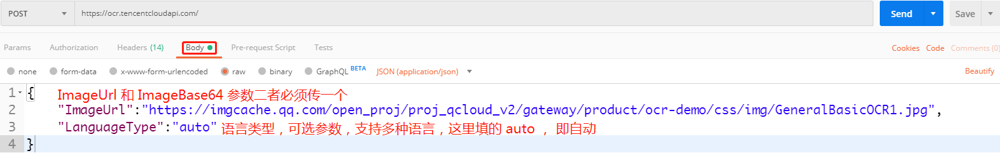 POST https://ocr.tencentcloudapi.com/ Send Save
Params Authorization Headers (14) Body Pre-request Script Tests Cookies Code Comments (0)
none form-data x-www-form-urlencoded raw binary GraphQL BETA JSON (application/json) Beautify
1 { ImageUrl 和 ImageBase64 参数二者必须传一个
2 "ImageUrl":"https://imgcache.qq.com/open_proj/proj_qcloud_v2/gateway/product/ocr-demo/css/img/GeneralBasicOCR1.jpg",
3 "LanguageType":"auto" 语言类型，可选参数，支持多种语言，这里填的 auto ， 即自动
4 }